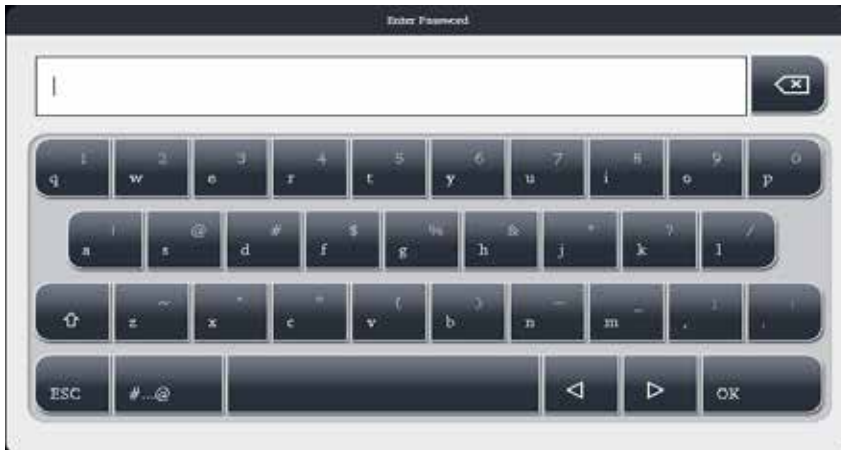 Enter Password
1 2 3 4 5 6 7 8 9 0
q w e r t y u i o p
! @ # $ % & * ? /
a s d f g h j k l
~ ( ) _
z x c v b n m , .
ESC #...@ OK